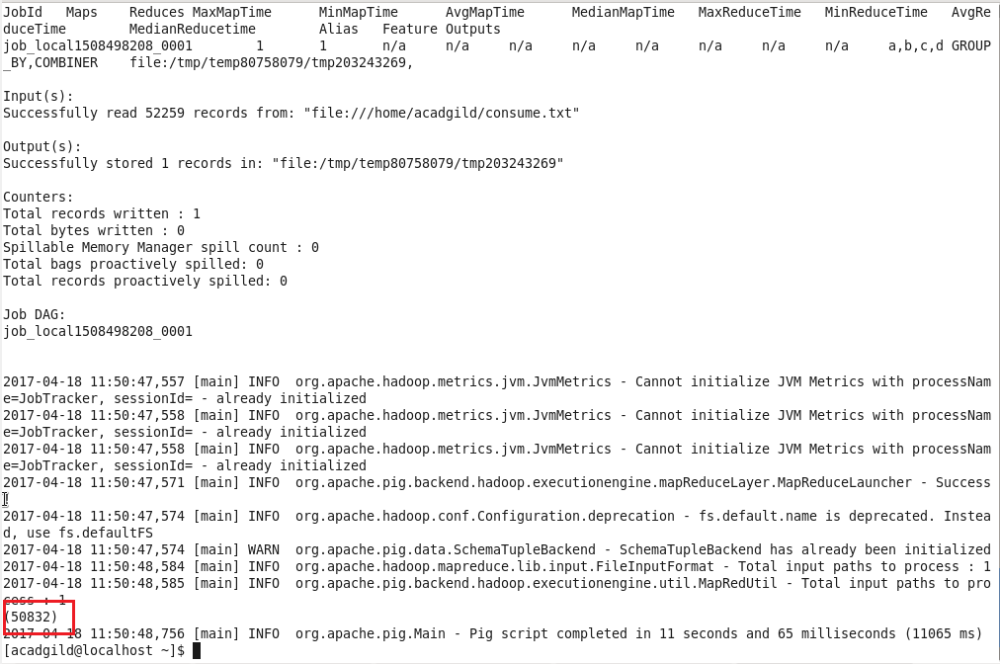 JobId   Maps    Reduces MaxMapTime      MinMapTime      AvgMapTime      MedianMapTime   MaxReduceTime   MinReduceTime   AvgRe
duceTime        MedianReducetime        Alias   Feature Outputs
job_local1508498208_0001        1       1       n/a     n/a     n/a     n/a     n/a     n/a     n/a     n/a     a,b,c,d GROUP
_BY,COMBINER    file:/tmp/temp80758079/tmp203243269,

Input(s):
Successfully read 52259 records from: "file:///home/acadgild/consume.txt"

Output(s):
Successfully stored 1 records in: "file:/tmp/temp80758079/tmp203243269"

Counters:
Total records written : 1
Total bytes written : 0
Spillable Memory Manager spill count : 0
Total bags proactively spilled: 0
Total records proactively spilled: 0

Job DAG:
job_local1508498208_0001

2017-04-18 11:50:47,557 [main] INFO  org.apache.hadoop.metrics.jvm.JvmMetrics - Cannot initialize JVM Metrics with processNam
e=JobTracker, sessionId= - already initialized
2017-04-18 11:50:47,558 [main] INFO  org.apache.hadoop.metrics.jvm.JvmMetrics - Cannot initialize JVM Metrics with processNam
e=JobTracker, sessionId= - already initialized
2017-04-18 11:50:47,558 [main] INFO  org.apache.hadoop.metrics.jvm.JvmMetrics - Cannot initialize JVM Metrics with processNam
e=JobTracker, sessionId= - already initialized
2017-04-18 11:50:47,571 [main] INFO  org.apache.pig.backend.hadoop.executionengine.mapReduceLayer.MapReduceLauncher - Success
!
2017-04-18 11:50:47,574 [main] INFO  org.apache.hadoop.conf.Configuration.deprecation - fs.default.name is deprecated. Instea
d, use fs.defaultFS
2017-04-18 11:50:47,574 [main] WARN  org.apache.pig.data.SchemaTupleBackend - SchemaTupleBackend has already been initialized
2017-04-18 11:50:48,584 [main] INFO  org.apache.hadoop.mapreduce.lib.input.FileInputFormat - Total input paths to process : 1
2017-04-18 11:50:48,585 [main] INFO  org.apache.pig.backend.hadoop.executionengine.util.MapRedUtil - Total input paths to pro
cess : 1
(50832)
2017-04-18 11:50:48,756 [main] INFO  org.apache.pig.Main - Pig script completed in 11 seconds and 65 milliseconds (11065 ms)
[acadgild@localhost ~]$